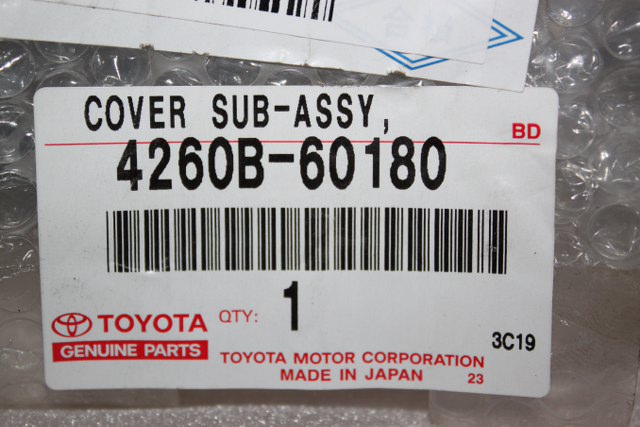 COVER SUB-ASSY,
BD
4260B-60180
TOYOTA QTY: 1
GENUINE PARTS
3C19
TOYOTA MOTOR CORPORATION
MADE IN JAPAN 23